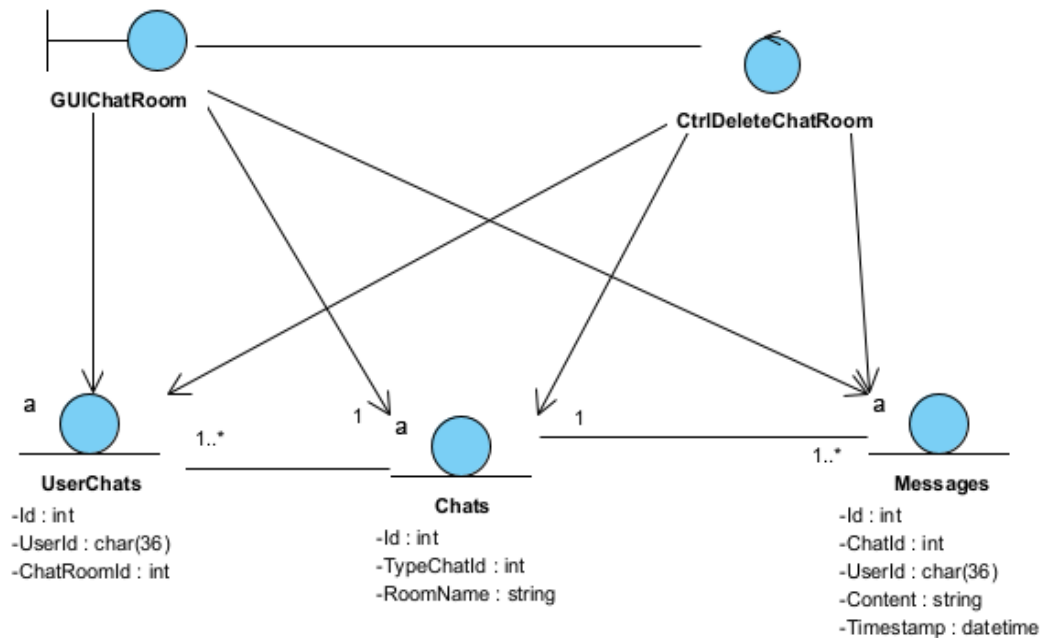 GUIChatRoom
CtrlDeleteChatRoom
a
1..*
1
a
1
1..*
a
UserChats
-Id : int
-UserId : char(36)
-ChatRoomId : int
Chats
-Id : int
-TypeChatId : int
-RoomName : string
Messages
-Id : int
-ChatId : int
-UserId : char(36)
-Content : string
-Timestamp : datetime